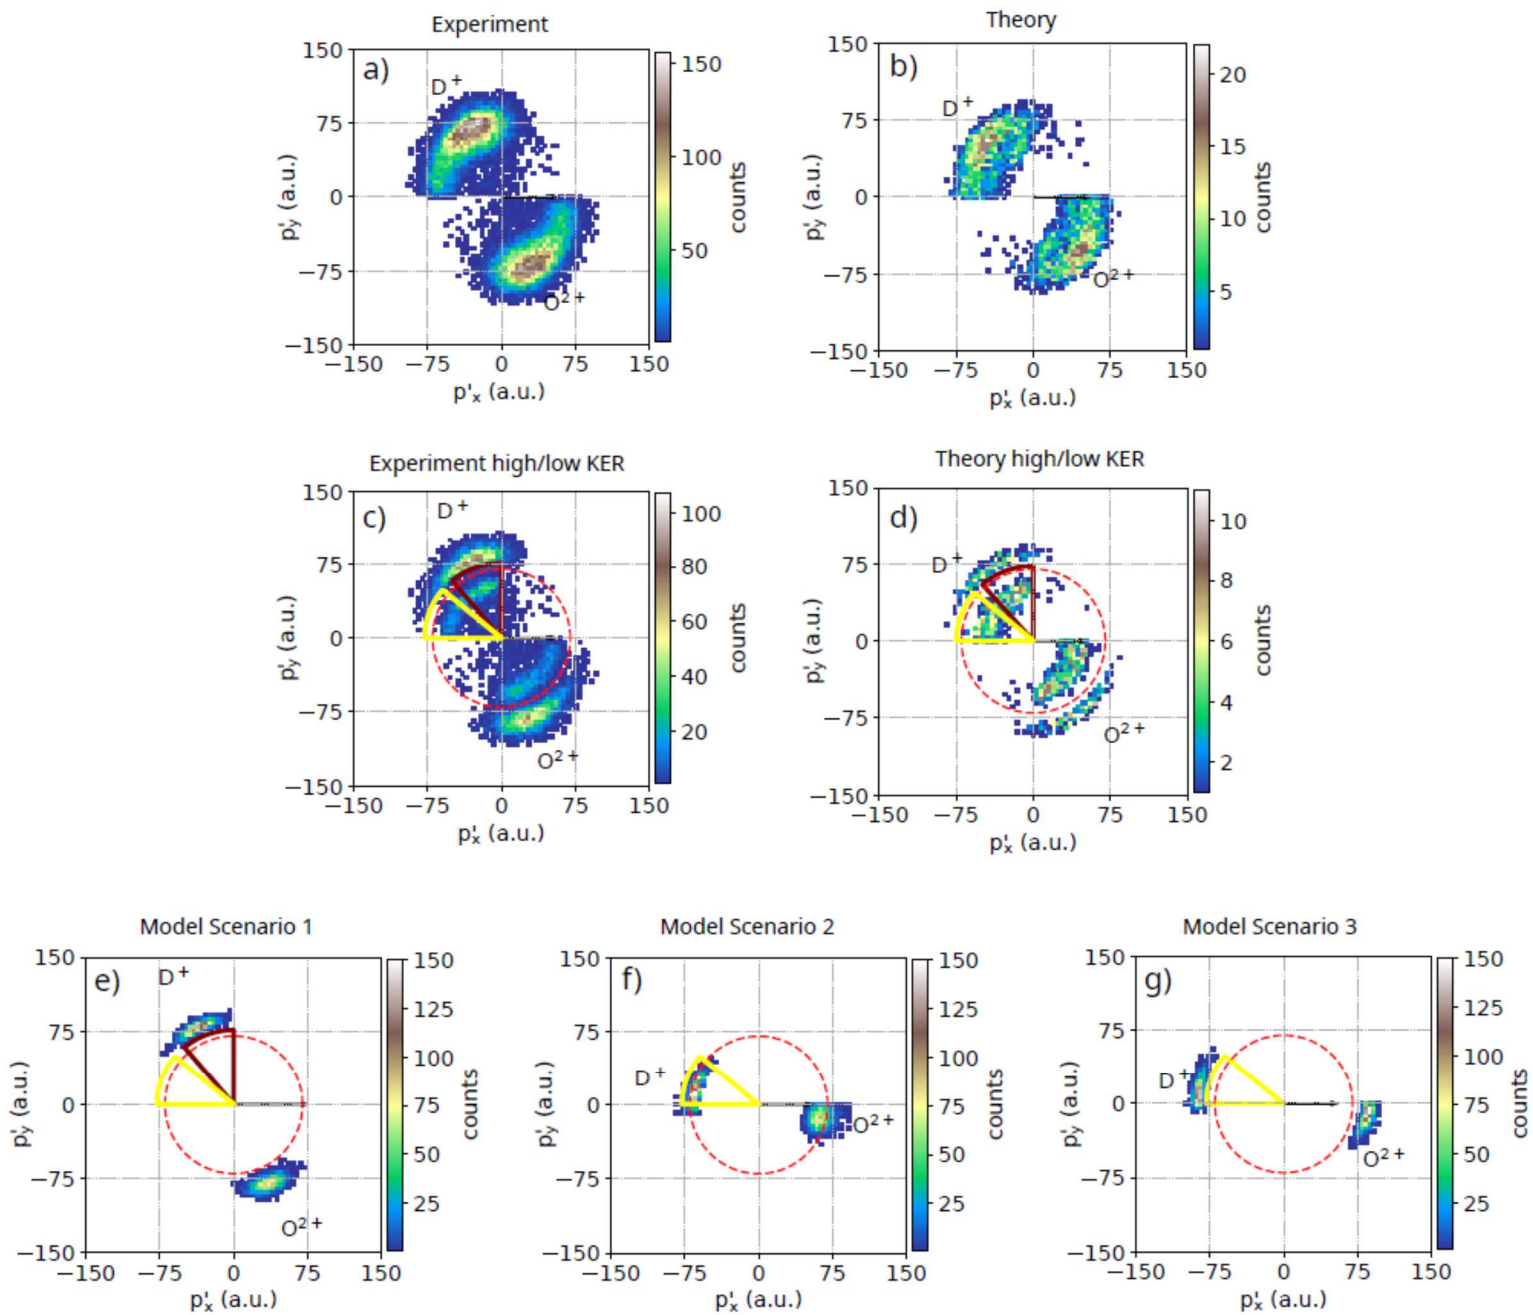 Experiment
Theory
a)
D⁺
O²⁺
150
75
0
−75
−150
−150
−75
0
75
150
p'ₓ (a.u.)
p'ᵧ (a.u.)
150
100
50
counts
b)
D⁺
O²⁺
150
75
0
−75
−150
−150
−75
0
75
150
p'ₓ (a.u.)
p'ᵧ (a.u.)
20
15
10
5
counts
Experiment high/low KER
Theory high/low KER
c)
D⁺
O²⁺
150
75
0
−75
−150
−150
−75
0
75
150
p'ₓ (a.u.)
p'ᵧ (a.u.)
100
80
60
40
20
counts
d)
D⁺
O²⁺
150
75
0
−75
−150
−150
−75
0
75
150
p'ₓ (a.u.)
p'ᵧ (a.u.)
10
8
6
4
2
counts
Model Scenario 1
Model Scenario 2
Model Scenario 3
e)
D⁺
O²⁺
150
75
0
−75
−150
−150
−75
0
75
150
p'ₓ (a.u.)
p'ᵧ (a.u.)
150
125
100
75
50
25
counts
f)
D⁺
O²⁺
150
75
0
−75
−150
−150
−75
0
75
150
p'ₓ (a.u.)
p'ᵧ (a.u.)
150
125
100
75
50
25
counts
g)
D⁺
O²⁺
150
75
0
−75
−150
−150
−75
0
75
150
p'ₓ (a.u.)
p'ᵧ (a.u.)
150
125
100
75
50
25
counts